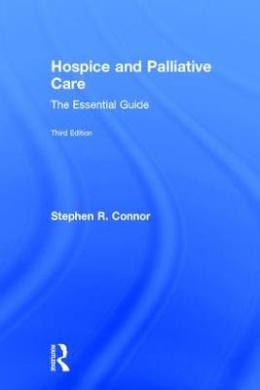 Hospice and Palliative
Care
The Essential Guide
Third Edition
Stephen R. Connor
ROUTLEDGE